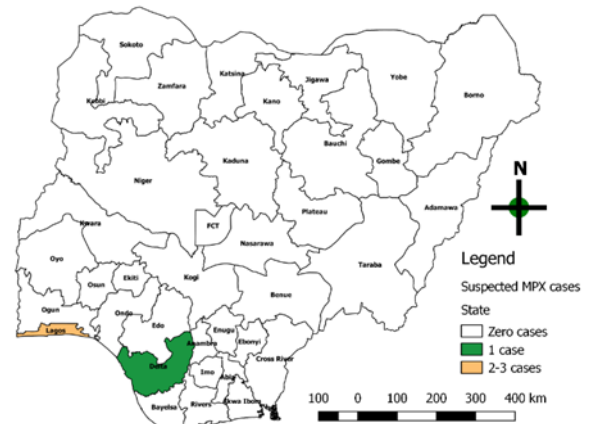 Sokoto
Katsina
Jigawa
Yobe
Borno
Zamfara
Kebbi
Kano
Bauchi
Gombe
Kaduna
Niger
Adamawa
Plateau
FCT
Kwara
Nasarawa
Taraba
Oyo
Osun
Ekiti
Kogi
Benue
Ogun
Ondo
Edo
Lagos
Enugu
Anambra
Ebonyi
Cross River
Delta
Imo
Abia
Bayelsa
Rivers
Akwa Ibom
N
Legend
Suspected MPX cases
State
Zero cases
1 case
2-3 cases
100 0 100 200 300 400 km